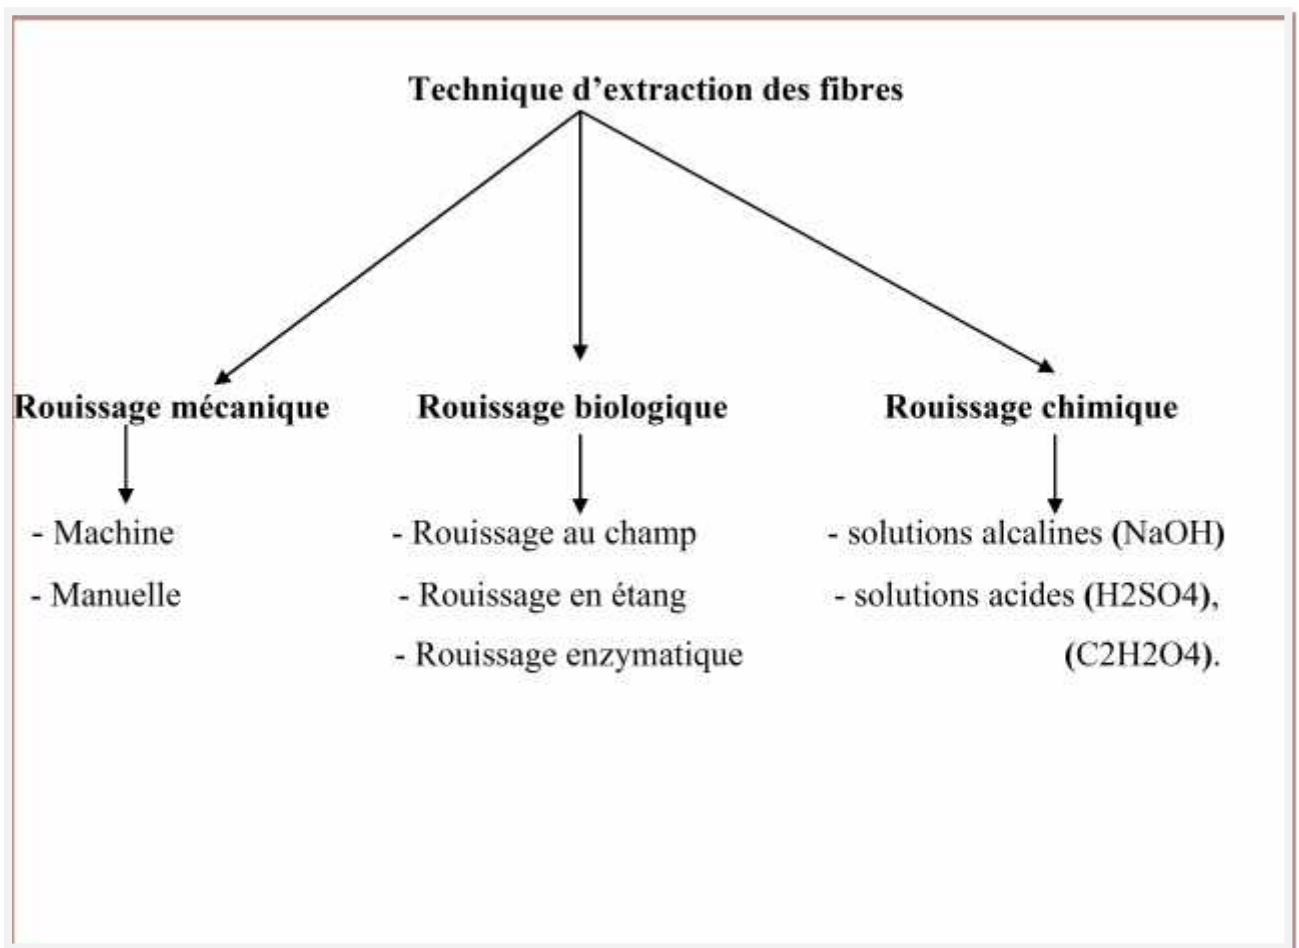 Technique d’extraction des fibres
Rouissage mécanique
Rouissage biologique
Rouissage chimique
- Machine
- Manuelle
- Rouissage au champ
- Rouissage en étang
- Rouissage enzymatique
- solutions alcalines (NaOH)
- solutions acides (H2SO4),
(C2H2O4).